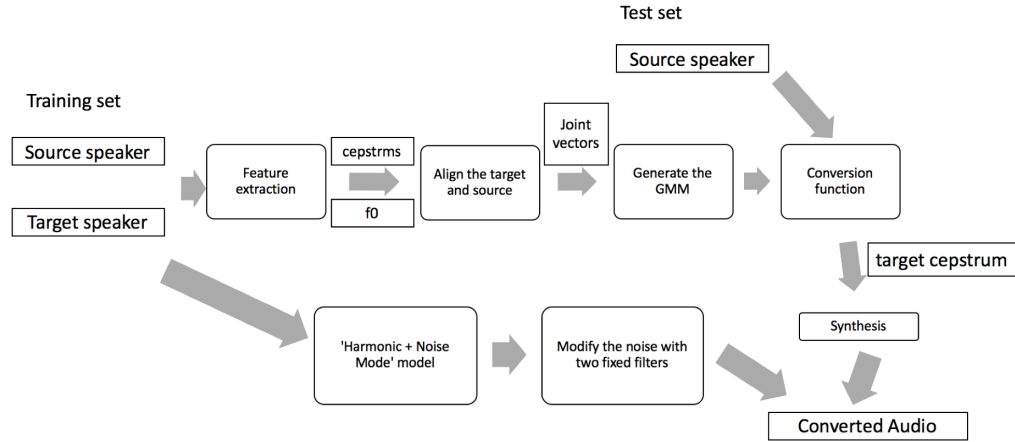 Test set
Source speaker
Training set
Source speaker
Target speaker
Feature
extraction
cepstrms
f0
Align the target
and source
Joint
vectors
Generate the
GMM
Conversion
function
target cepstrum
Synthesis
'Harmonic + Noise
Mode' model
Modify the noise with
two fixed filters
Converted Audio